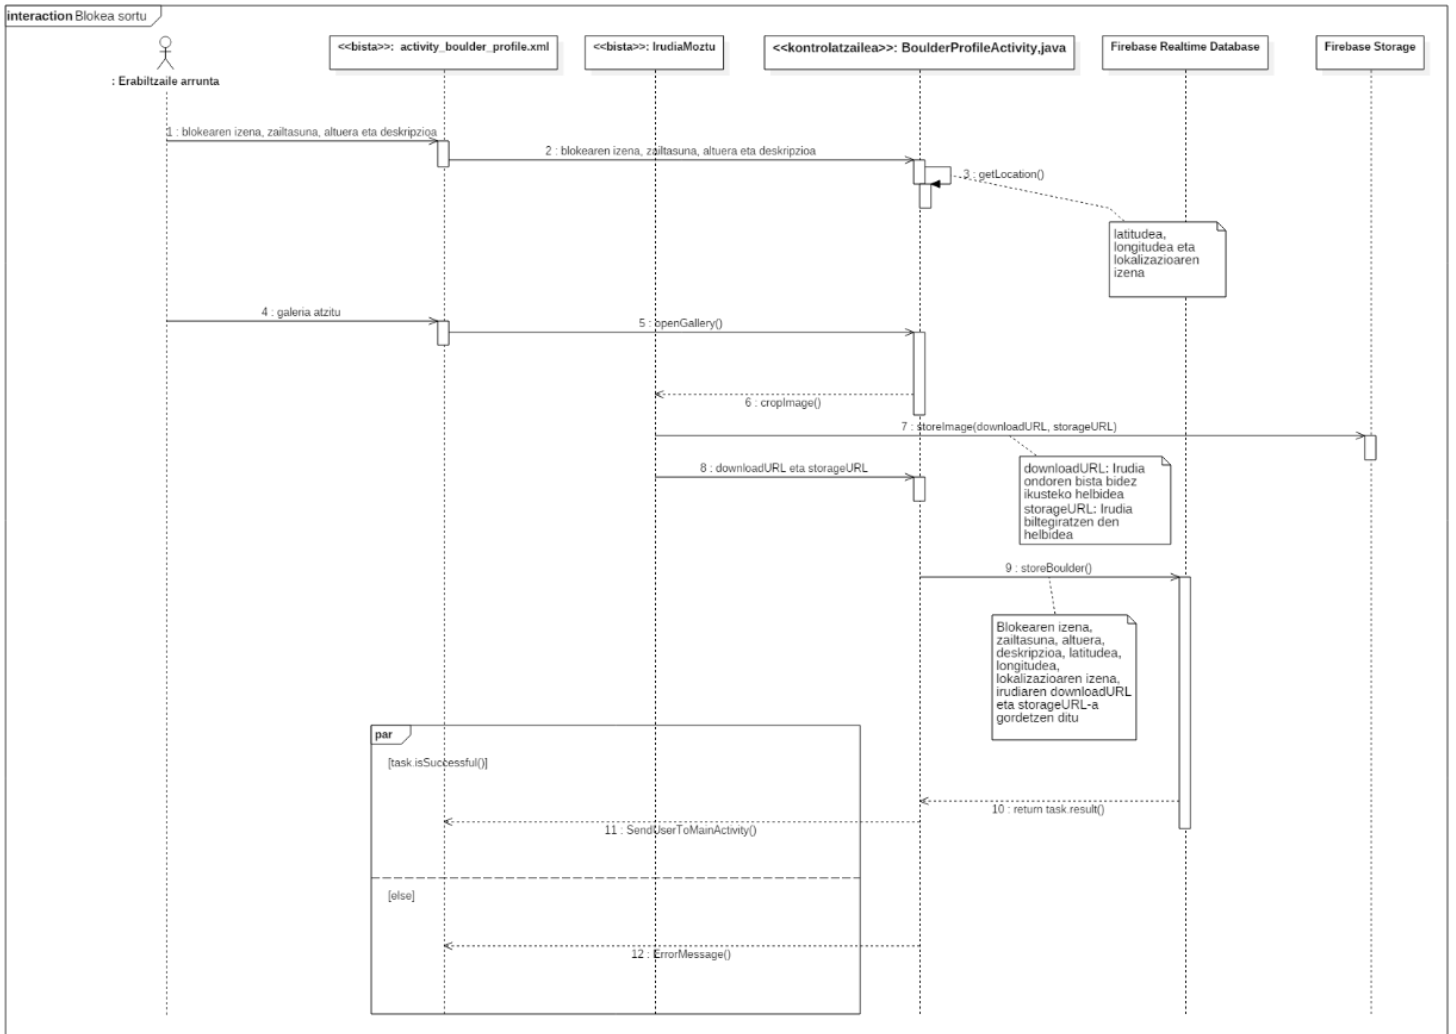 interaction Blokea sortu
<<bista>>: activity_boulder_profile.xml
<<bista>>: IrudiaMoztu
<<kontrolatzailea>>: BoulderProfileActivity,java
Firebase Realtime Database
Firebase Storage
: Erabiltzaile arrunta
1 : blokearen izena, zailtasuna, altuera eta deskripzioa
2 : blokearen izena, zailtasuna, altuera eta deskripzioa
3 : getLocation()
latitudea,
longitudea eta
lokalizazioaren
izena
4 : galeria atzitu
5 : openGallery()
6 : cropImage()
7 : storeImage(downloadURL, storageURL)
8 : downloadURL eta storageURL
downloadURL: Irudia
ondoren bista bidez
ikusteko helbidea
storageURL: Irudia
biltegiratzen den
helbidea
9 : storeBoulder()
Blokearen izena,
zailtasuna, altuera,
deskripzioa, latitudea,
longitudea,
lokalizazioaren izena,
irudiaren downloadURL
eta storageURL-a
gordetzen ditu
par
[task.isSuccessful()]
10 : return task.result()
11 : SendUserToMainActivity()
[else]
12 : ErrorMessage()